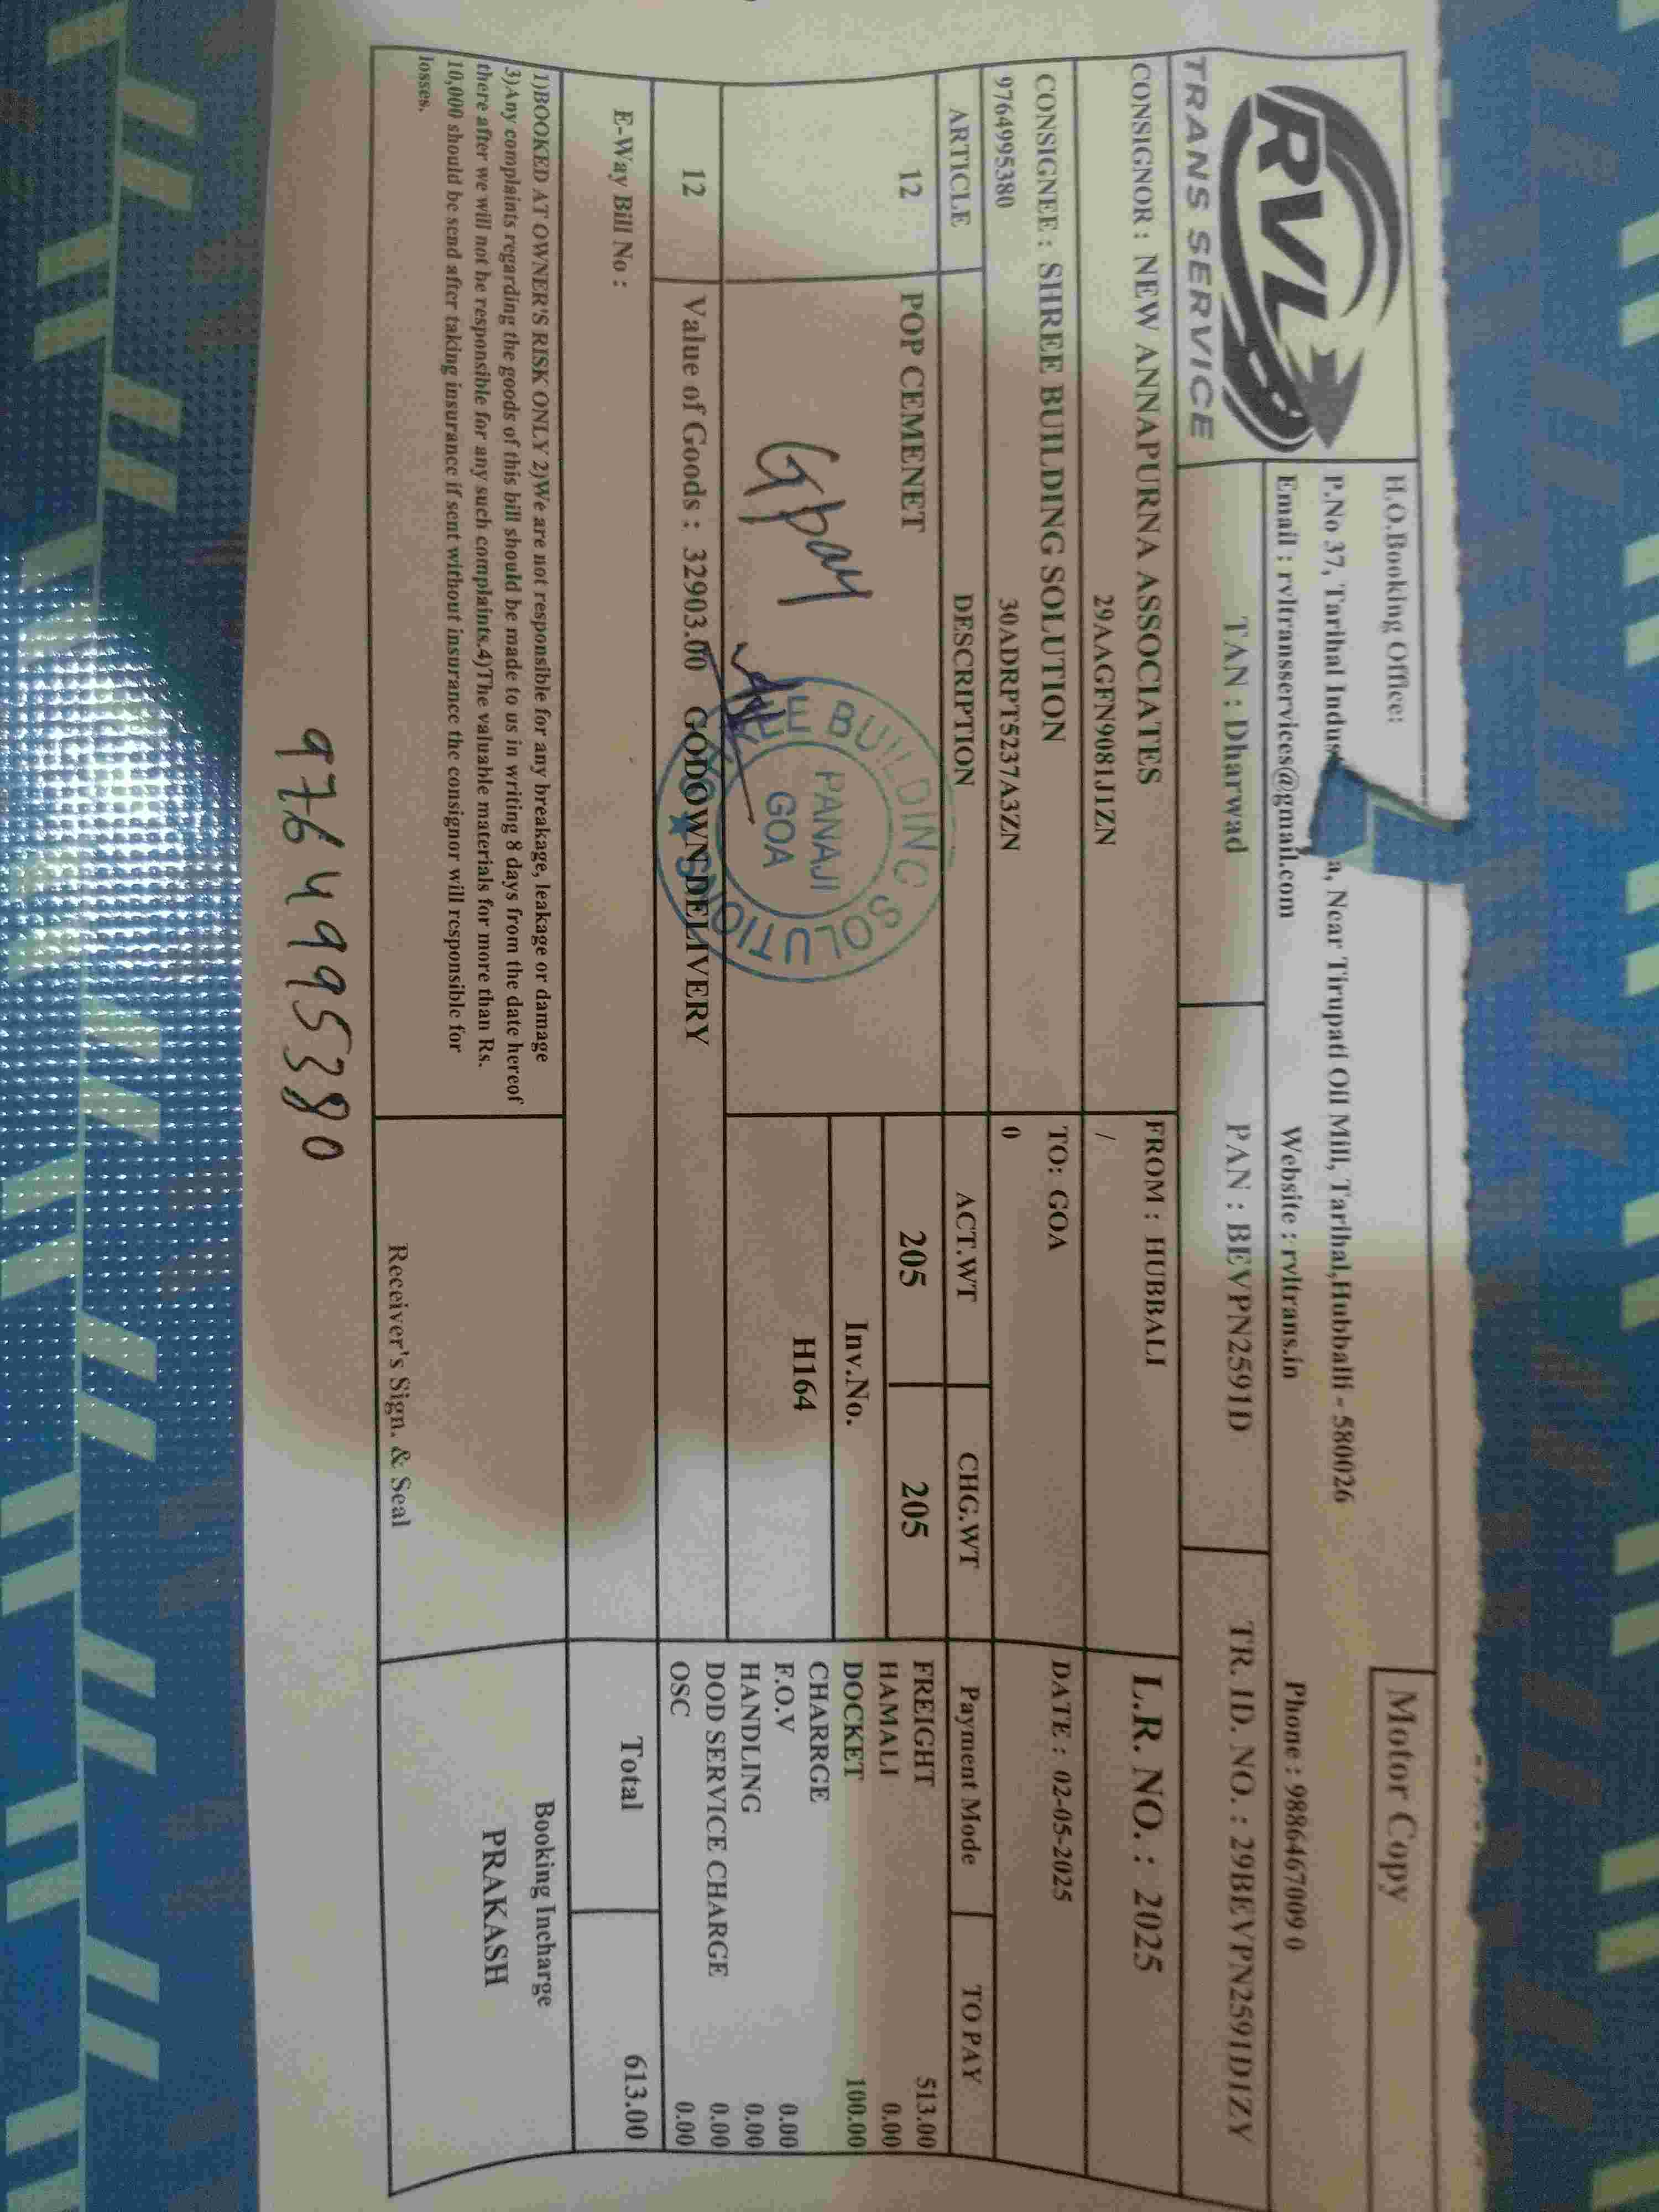 Motor Copy
RVL
TRANS SERVICE
H.O.Booking Office:
P.No 37, Tarihal Indus a, Near Tirupati Oil Mill, Tarihal,Hubballi - 580026
Email : rvltransservices@gmail.com Website : rvltrans.in Phone : 9886467009 0
TAN : Dharwad PAN : BEVPN2591D TR. ID. NO. : 29BEVPN2591D1ZY
CONSIGNOR : NEW ANNAPURNA ASSOCIATES FROM : HUBBALI L.R. NO. : 2025
29AAGFN9081J1ZN /
CONSIGNEE : SHREE BUILDING SOLUTION TO: GOA DATE : 02-05-2025
9764995380 30ADRPT5237A3ZN 0
ARTICLE DESCRIPTION ACT.WT CHG.WT Payment Mode TO PAY
12 POP CEMENET 205 205 FREIGHT 513.00
HAMALI 0.00
Inv.No. DOCKET 100.00
CHARRGE
H164 F.O.V 0.00
Gpay HANDLING 0.00
DOD SERVICE CHARGE 0.00
12 Value of Goods : 32903.00 GODOWN DELIVERY OSC 0.00
BUILDING SOLUTIONS
PANAJI
GOA
E-Way Bill No : Total 613.00
1)BOOKED AT OWNER'S RISK ONLY 2)We are not responsible for any breakage, leakage or damage
3)Any complaints regarding the goods of this bill should be made to us in writing 8 days from the date hereof
there after we will not be responsible for any such complaints.4)The valuable materials for more than Rs.
10,000 should be send after taking insurance if sent without insurance the consignor will responsible for
losses.
Receiver's Sign. & Seal
Booking Incharge
PRAKASH
9764995380